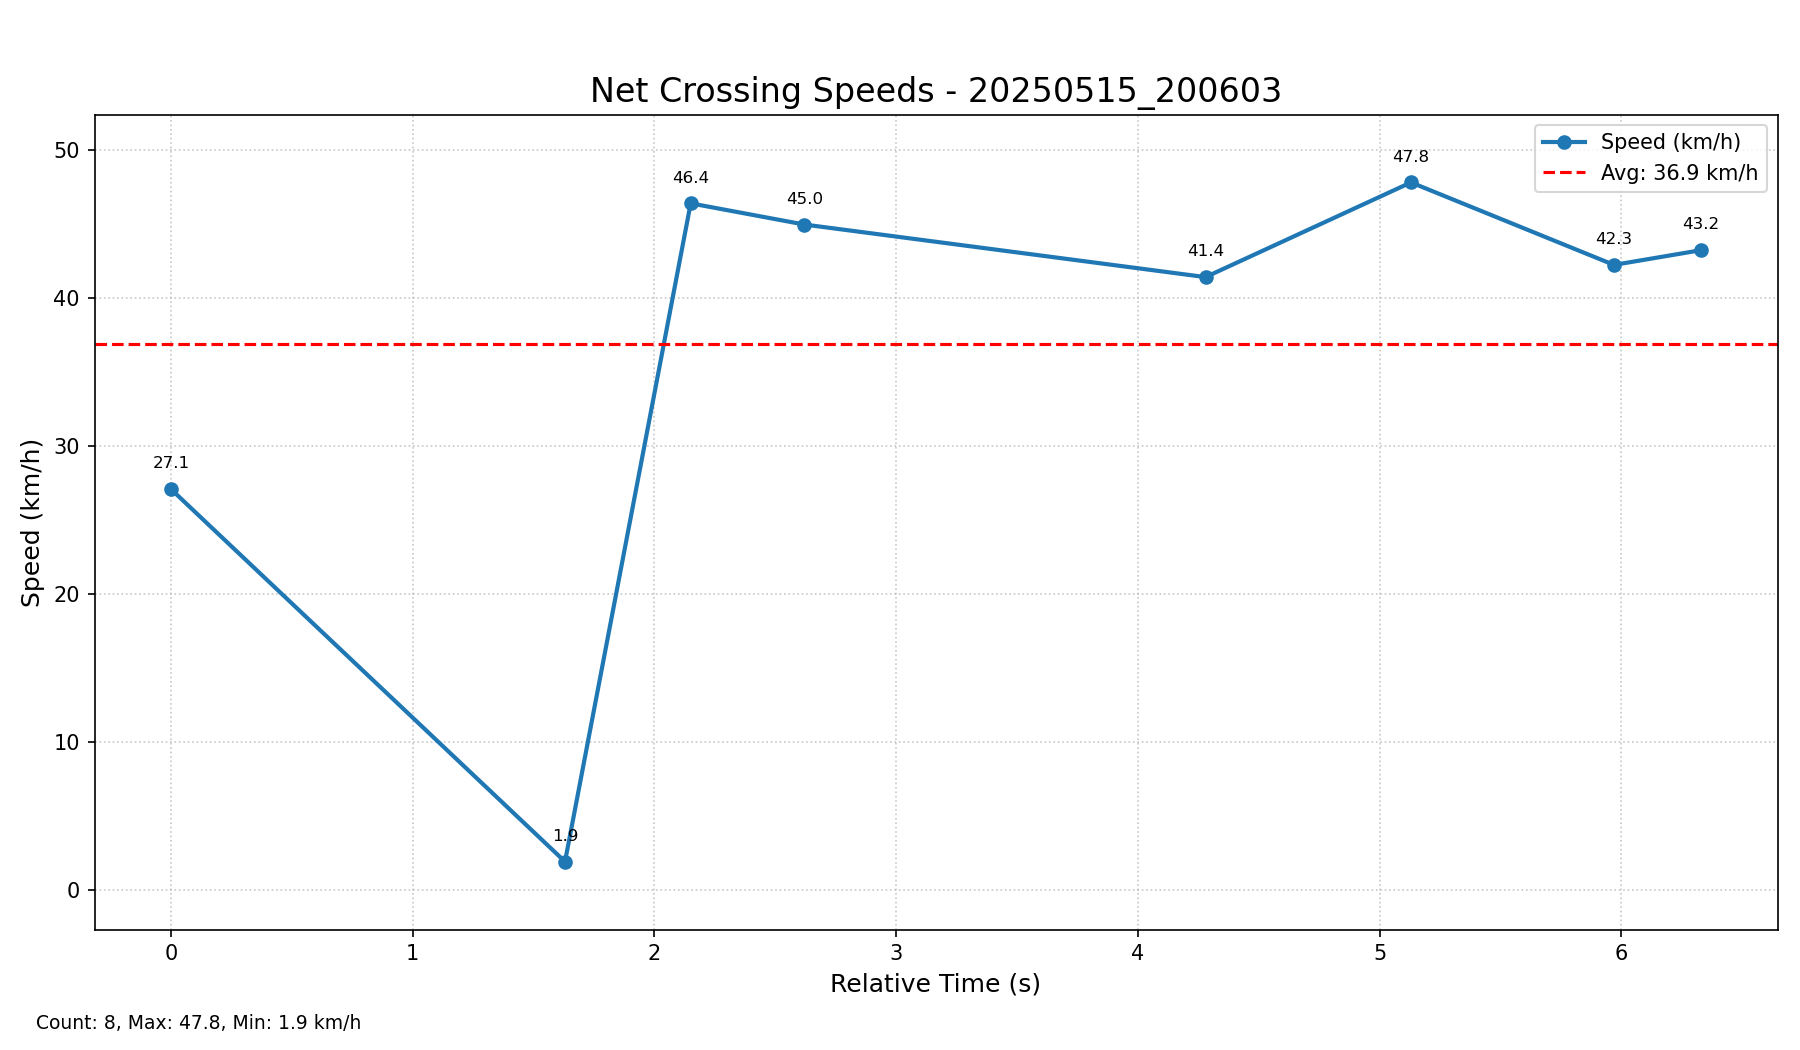 Net Crossing Speeds - 20250515_200603
Speed (km/h)
Avg: 36.9 km/h
50
40
30
20
10
0
Speed (km/h)
27.1
1.9
46.4
45.0
41.4
47.8
42.3
43.2
0 1 2 3 4 5 6
Relative Time (s)
Count: 8, Max: 47.8, Min: 1.9 km/h